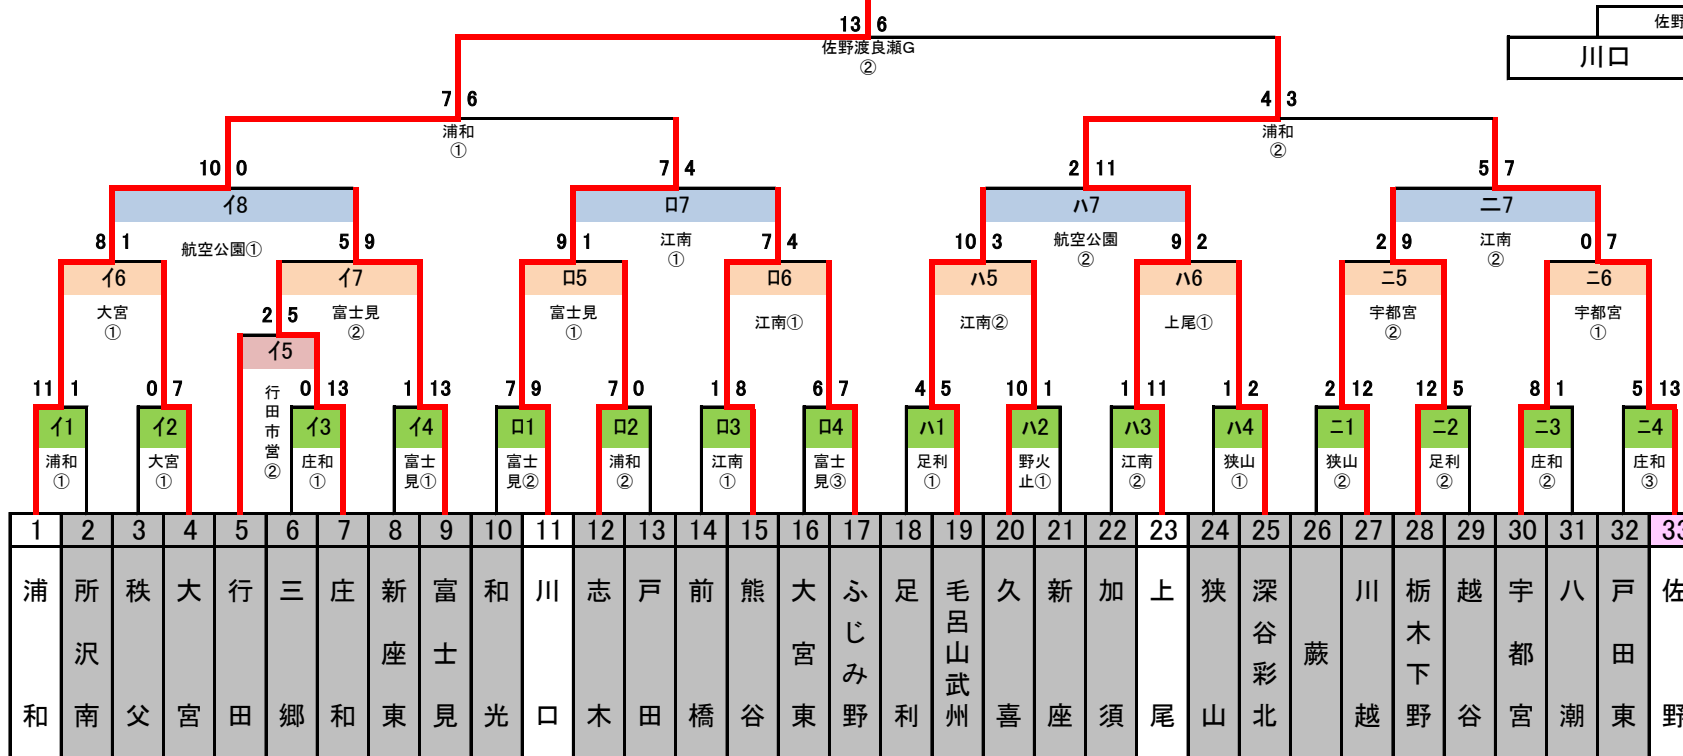 13 6
佐野
佐野渡良瀬G
②
川口
7 6
4 3
浦和
①
浦和
②
10 0
7 4
2 11
5 7
イ8
ロ7
ハ7
ニ7
8 1
航空公園①
5 9
9 1
江南
①
7 4
10 3
航空公園
②
9 2
2 9
江南
②
0 7
イ6
イ7
ロ5
ロ6
ハ5
ハ6
ニ5
ニ6
大宮
①
2 5
富士見
②
富士見
①
江南①
江南②
上尾①
宇都宮
②
宇都宮
①
イ5
11 1
0 7
行田市営②
0 13
1 13
7 9
7 0
1 8
6 7
4 5
10 1
1 11
1 2
2 12
12 5
8 1
5 13
イ1
イ2
イ3
イ4
ロ1
ロ2
ロ3
ロ4
ハ1
ハ2
ハ3
ハ4
ニ1
ニ2
ニ3
ニ4
浦和
①
大宮
①
庄和
①
富士
見①
富士
見②
浦和
②
江南
①
富士
見③
足利
①
野火
止①
江南
②
狭山
①
狭山
②
足利
②
庄和
②
庄和
③
1 2 3 4 5 6 7 8 9 10 11 12 13 14 15 16 17 18 19 20 21 22 23 24 25 26 27 28 29 30 31 32 33
浦和
所沢南
秩父
大宮
行田
三郷
庄和
新座東
富士見
和光
川口
志木
戸田
前橋
熊谷
大宮東
ふじみ野
足利
毛呂山武州
久喜
新座
加須
上尾
狭山
深谷彩北
蕨
川越
栃木下野
越谷
宇都宮
八潮
戸田東
佐野